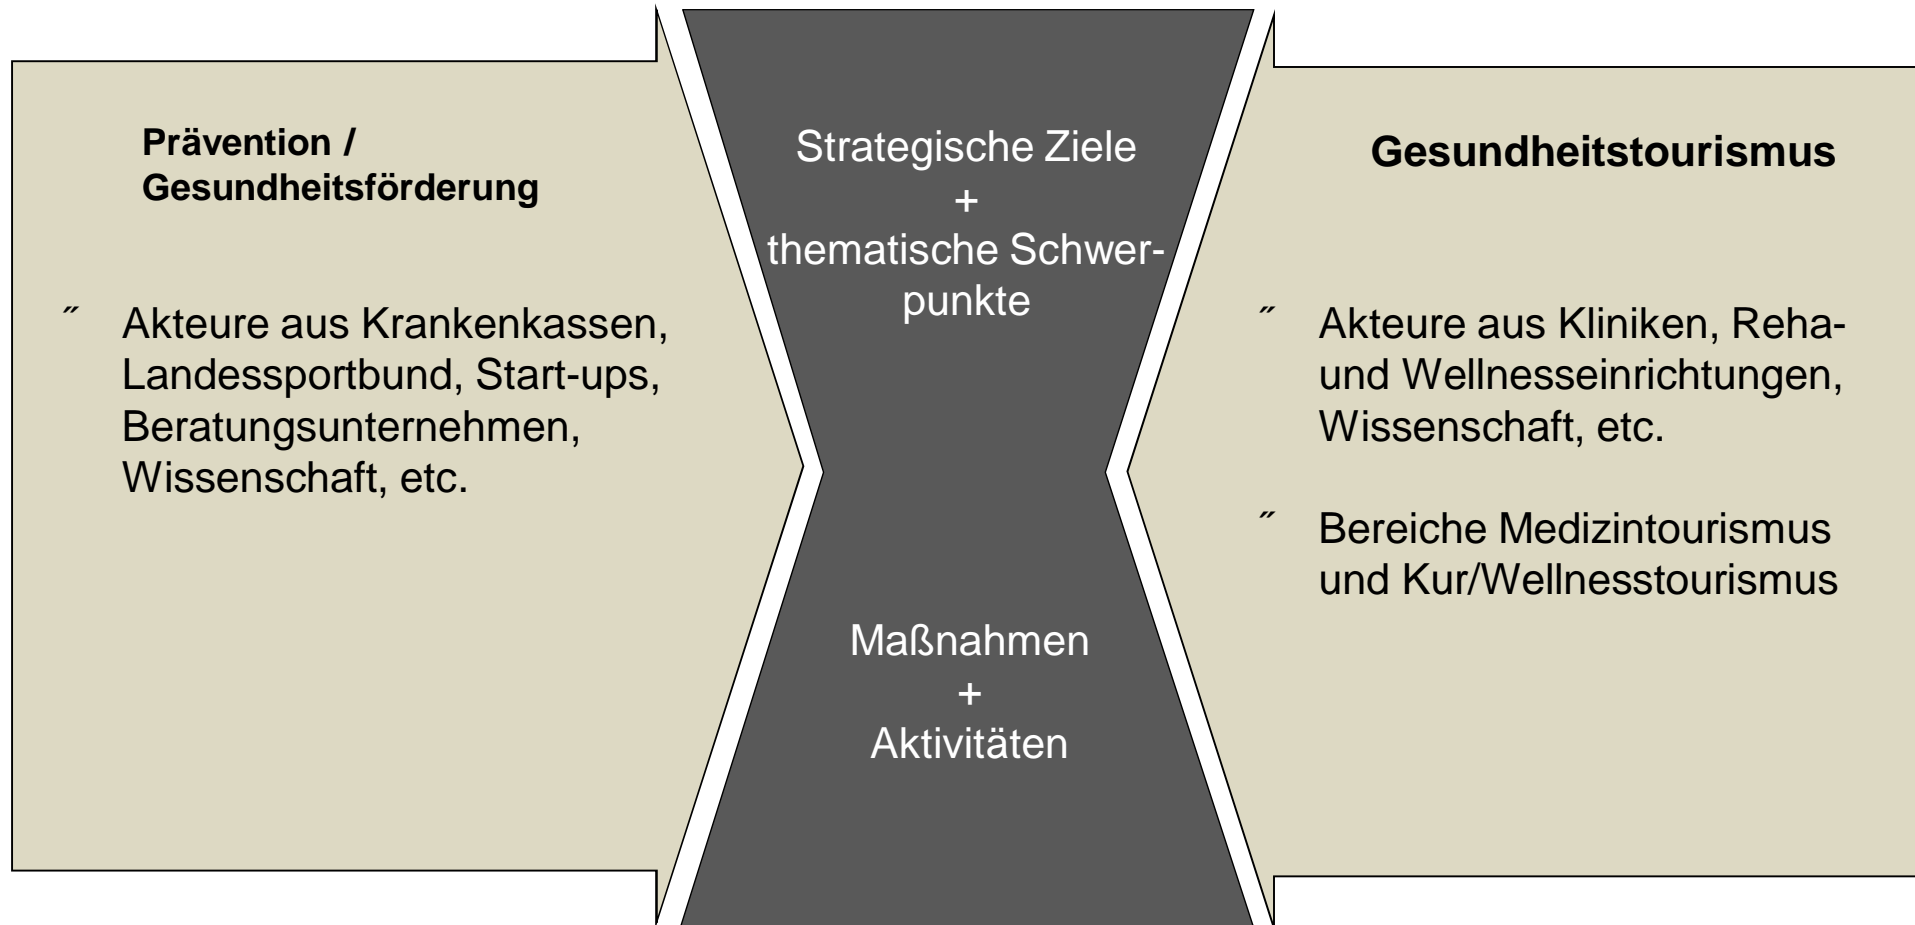 Prävention /
Gesundheitsförderung
˝ Akteure aus Krankenkassen,
Landessportbund, Start-ups,
Beratungsunternehmen,
Wissenschaft, etc.
Strategische Ziele
+
thematische Schwer-
punkte
Maßnahmen
+
Aktivitäten
Gesundheitstourismus
˝ Akteure aus Kliniken, Reha-
und Wellnesseinrichtungen,
Wissenschaft, etc.
˝ Bereiche Medizintourismus
und Kur/Wellnesstourismus